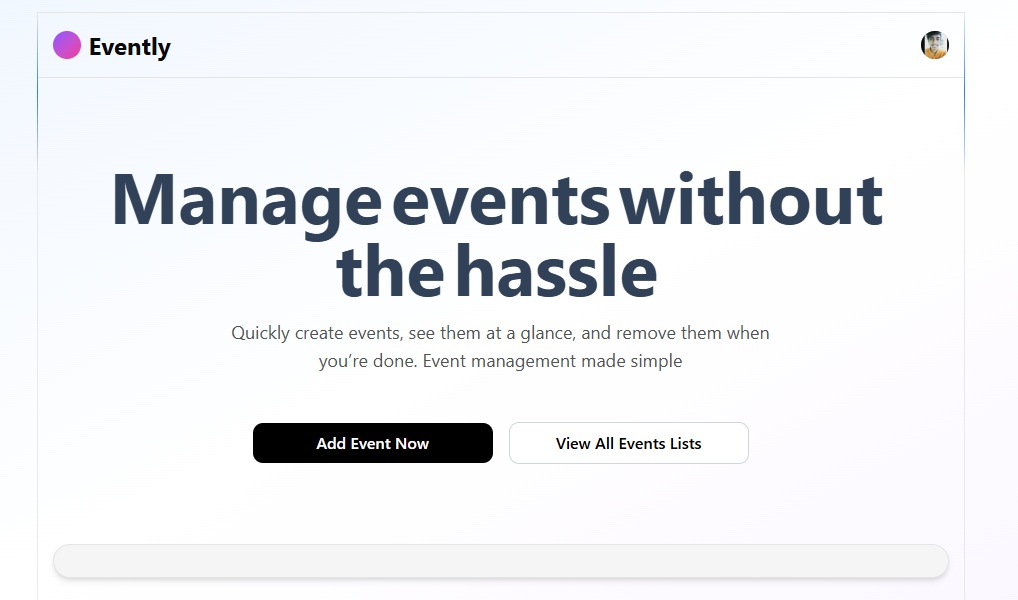 Evently
Manage events without
the hassle
Quickly create events, see them at a glance, and remove them when
you’re done. Event management made simple
Add Event Now
View All Events Lists